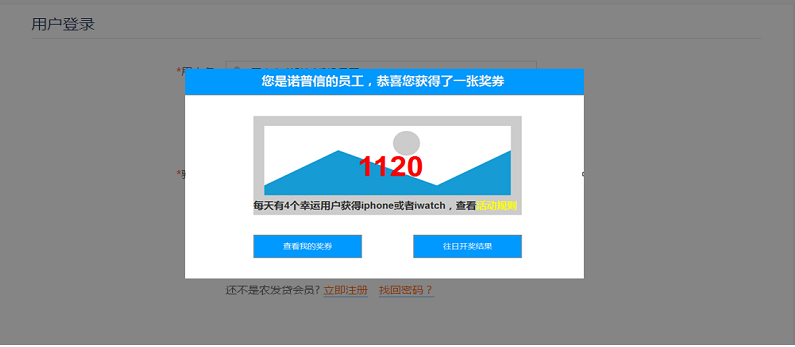 用户登录
您是诺普信的员工，恭喜您获得了一张奖券
1120
每天有4个幸运用户获得iphone或者iwatch，查看活动规则
查看我的奖券
往日开奖结果
还不是农发贷会员? 立即注册 找回密码？